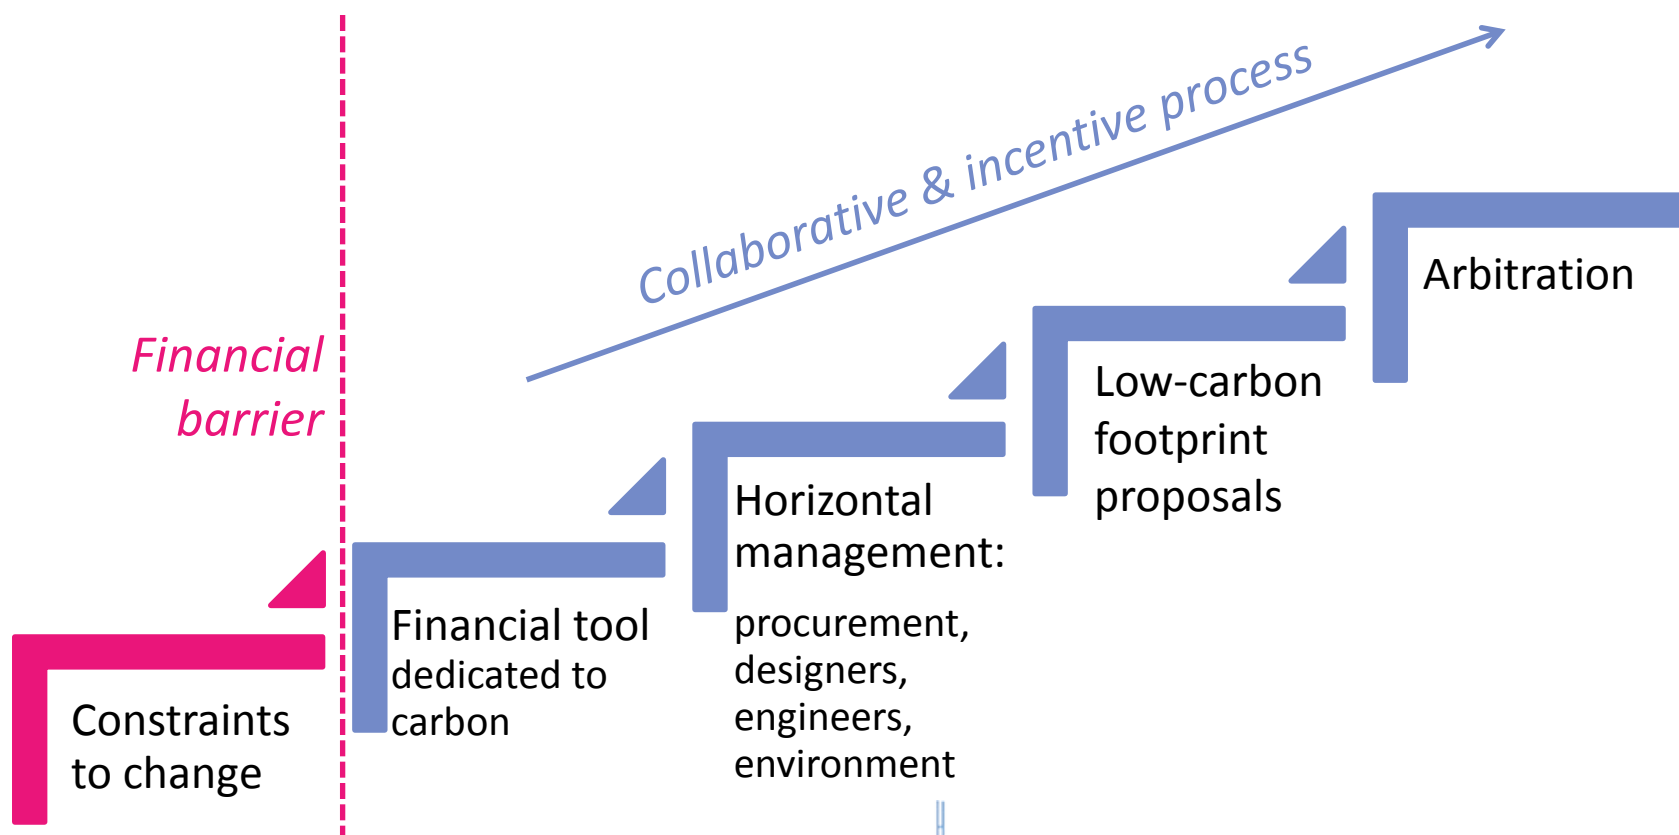 Collaborative & incentive process
Financial
barrier
Constraints
to change
Financial tool
dedicated to
carbon
Horizontal
management:
procurement,
designers,
engineers,
environment
Low-carbon
footprint
proposals
Arbitration